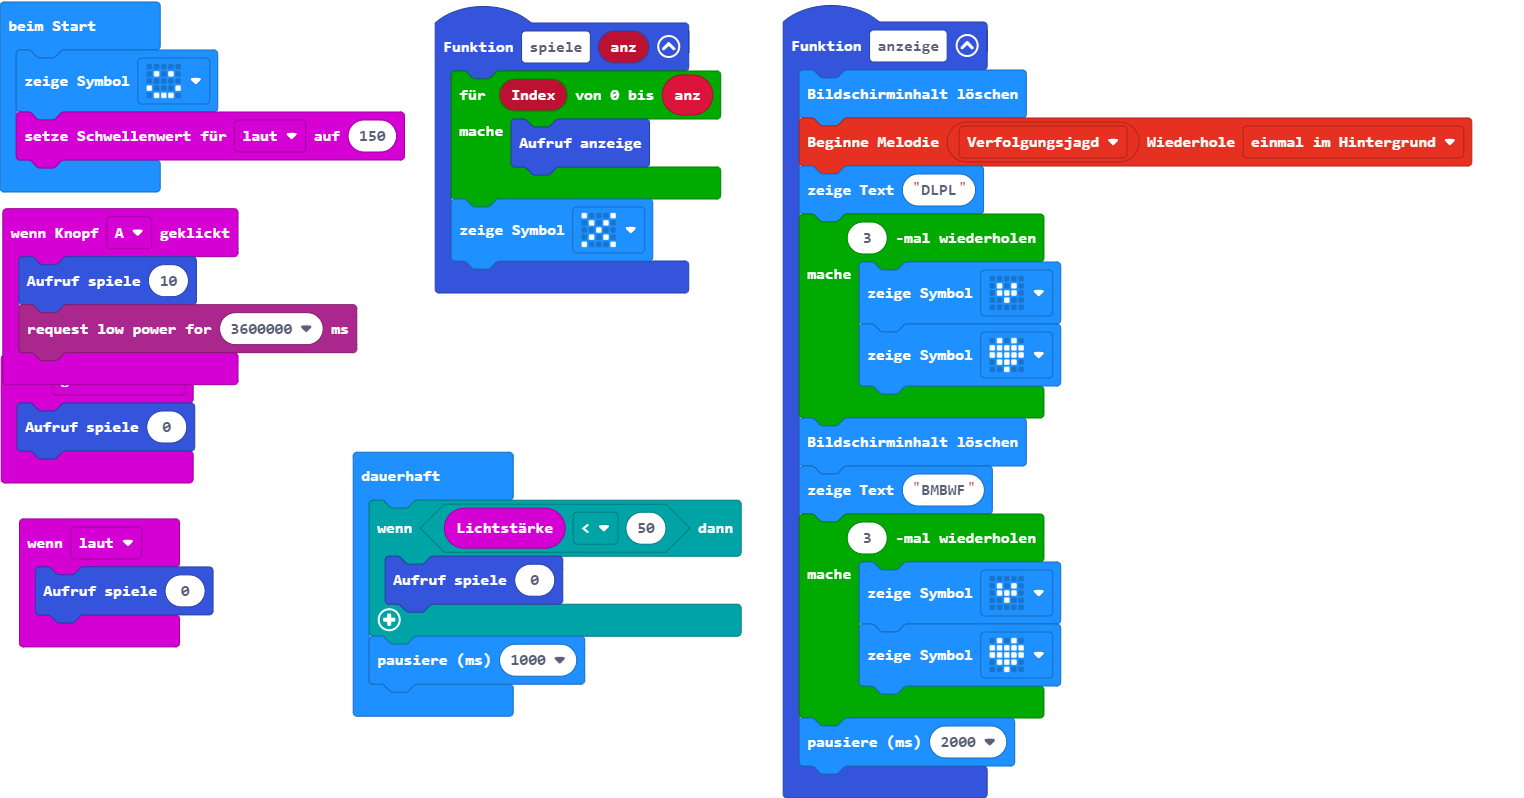 beim Start
zeige Symbol
setze Schwellenwert für laut auf 150
wenn Knopf A geklickt
Aufruf spiele 10
request low power for 3600000 ms
Aufruf spiele 0
wenn laut
Aufruf spiele 0
Funktion spiele anz
für Index von 0 bis anz
mache Aufruf anzeige
zeige Symbol
dauerhaft
wenn Lichtstärke < 50 dann
Aufruf spiele 0
pausiere (ms) 1000
Funktion anzeige
Bildschirminhalt löschen
Beginne Melodie Verfolgungsjagd Wiederhole einmal im Hintergrund
zeige Text "DLPL"
3 -mal wiederholen
mache zeige Symbol
zeige Symbol
Bildschirminhalt löschen
zeige Text "BMBWF"
3 -mal wiederholen
mache zeige Symbol
zeige Symbol
pausiere (ms) 2000